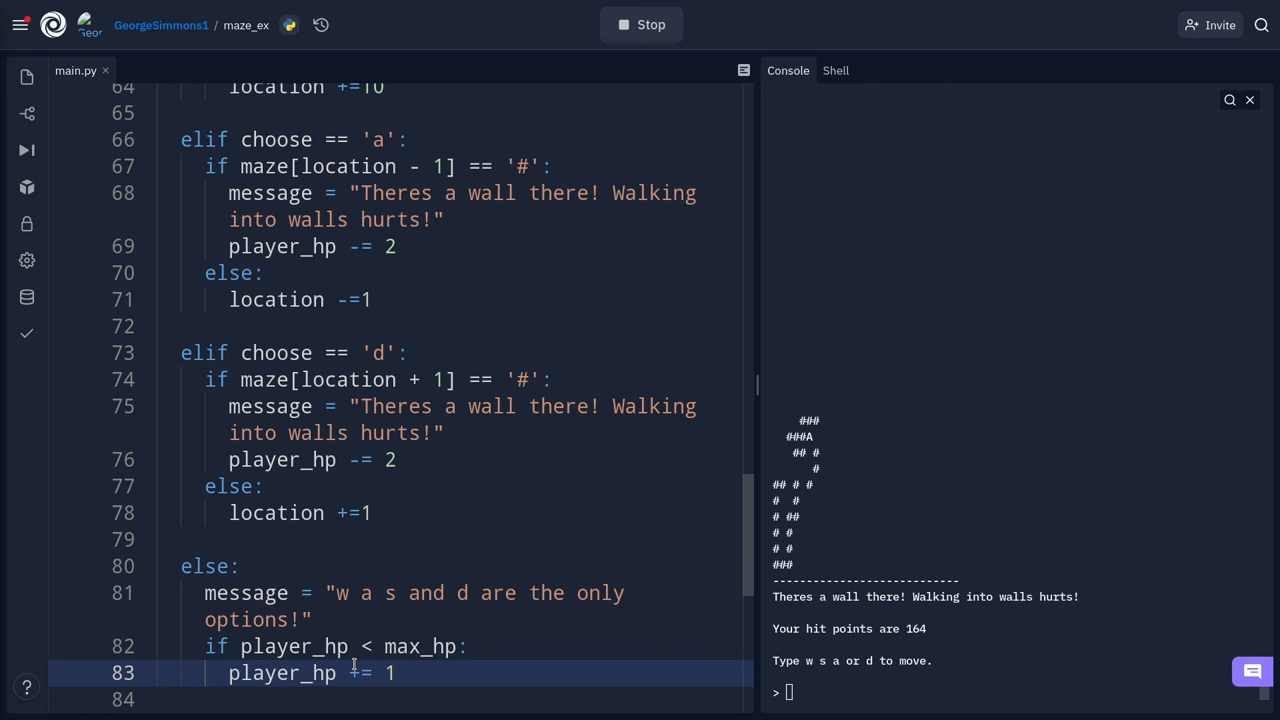 GeorgeSimmons1 / maze_ex
Stop
Invite
main.py
Console
Shell
64 location +=10
65
66 elif choose == 'a':
67 if maze[location - 1] == '#':
68 message = "Theres a wall there! Walking
into walls hurts!"
69 player_hp -= 2
70 else:
71 location -=1
72
73 elif choose == 'd':
74 if maze[location + 1] == '#':
75 message = "Theres a wall there! Walking
into walls hurts!"
76 player_hp -= 2
77 else:
78 location +=1
79
80 else:
81 message = "w a s and d are the only
options!"
82 if player_hp < max_hp:
83 player_hp += 1
84
###
###A
## #
#
## # #
#  #
# ##
# #
# #
###
----------------------------
Theres a wall there! Walking into walls hurts!
Your hit points are 164
Type w s a or d to move.
>